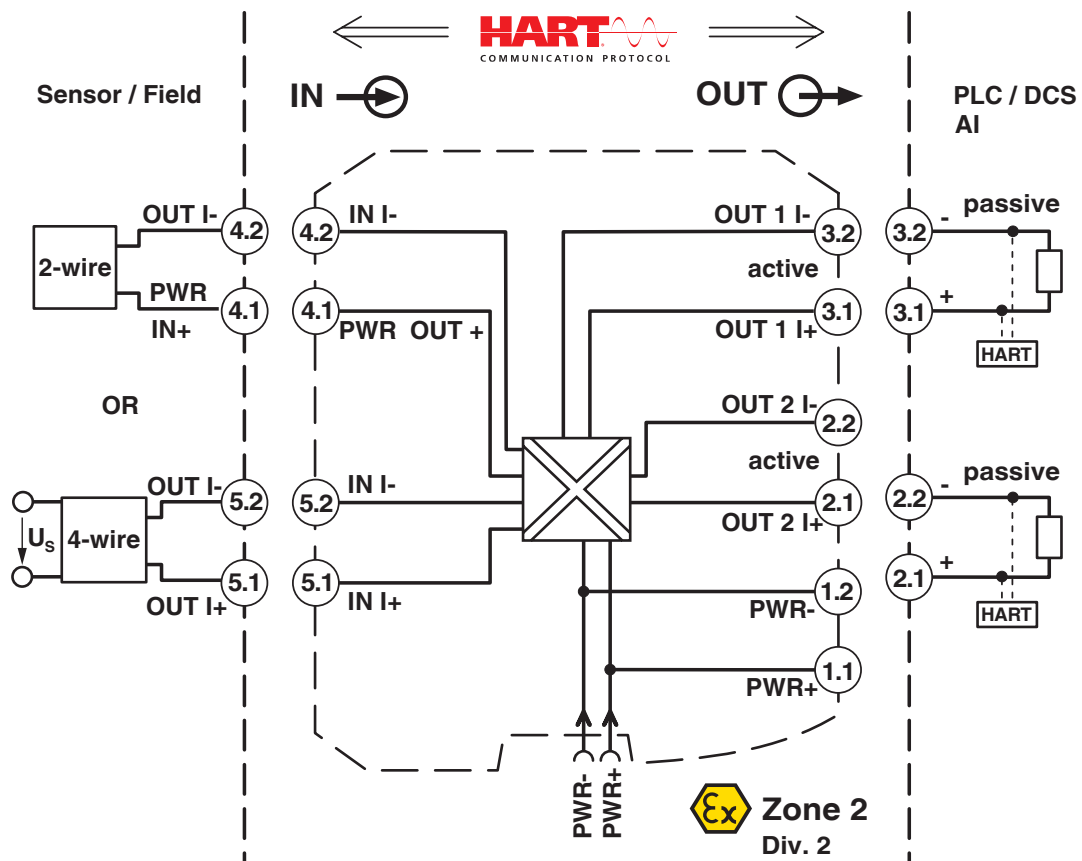 HART
COMMUNICATION PROTOCOL
Sensor / Field
IN
OUT
PLC / DCS
AI
OUT I-
4.2
4.2
IN I-
OUT 1 I-
3.2
3.2
-
passive
2-wire
active
PWR
IN+
4.1
4.1
PWR OUT +
3.1
OUT 1 I+
3.1
+
HART
OR
OUT 2 I-
2.2
active
OUT I-
5.2
5.2
IN I-
2.1
OUT 2 I+
2.2
-
passive
US
4-wire
OUT I+
5.1
5.1
IN I+
1.2
PWR-
2.1
+
HART
1.1
PWR+
PWR-
PWR+
Ex
Zone 2
Div. 2